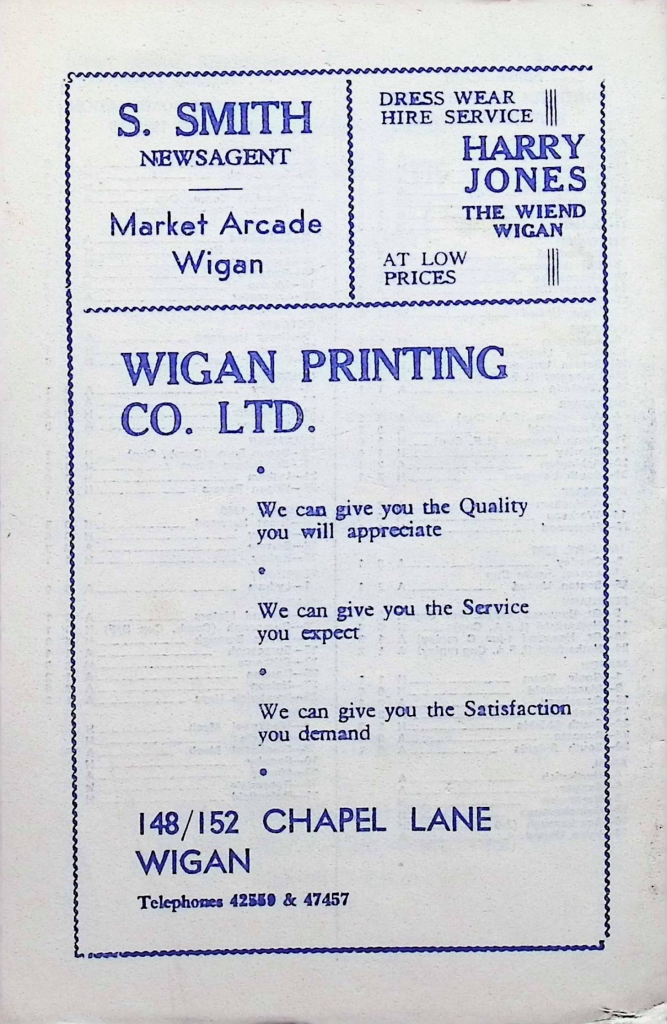 S. SMITH
NEWSAGENT
Market Arcade
Wigan
DRESS WEAR
HIRE SERVICE
HARRY
JONES
THE WIEND
WIGAN
AT LOW
PRICES
WIGAN PRINTING
CO. LTD.
We can give you the Quality
you will appreciate
We can give you the Service
you expect
We can give you the Satisfaction
you demand
148/152 CHAPEL LANE
WIGAN
Telephones & 47457